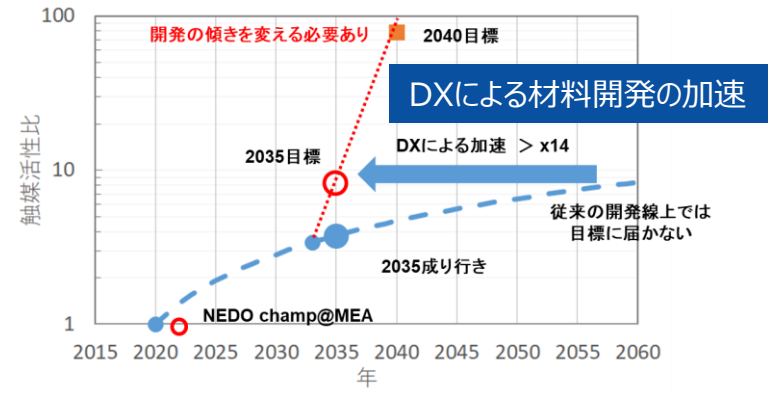 100
開発の傾きを変える必要あり
2040目標
DXによる材料開発の加速
2035目標
DXによる加速 ＞ x14
10
触媒活性比
従来の開発線上では
目標に届かない
2035成り行き
NEDO champ@MEA
1
2015 2020 2025 2030 2035 2040 2045 2050 2055 2060
年